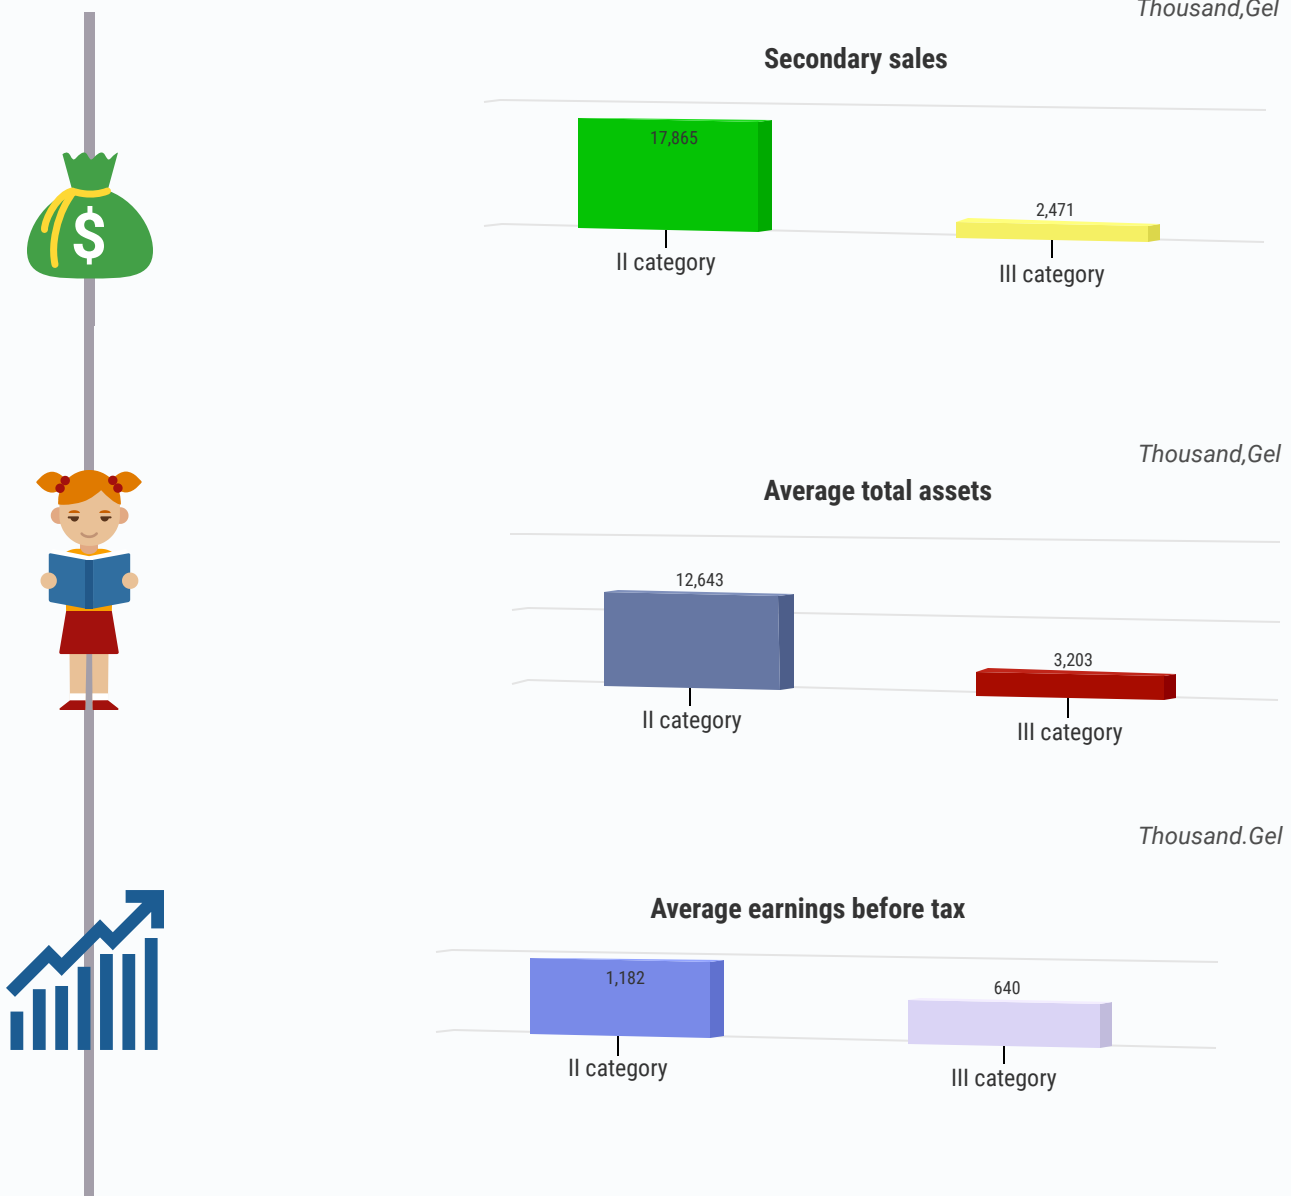 Thousand,Gel
Secondary sales
17,865
2,471
II category
III category
$
Thousand,Gel
Average total assets
12,643
3,203
II category
III category
Thousand.Gel
Average earnings before tax
1,182
640
II category
III category